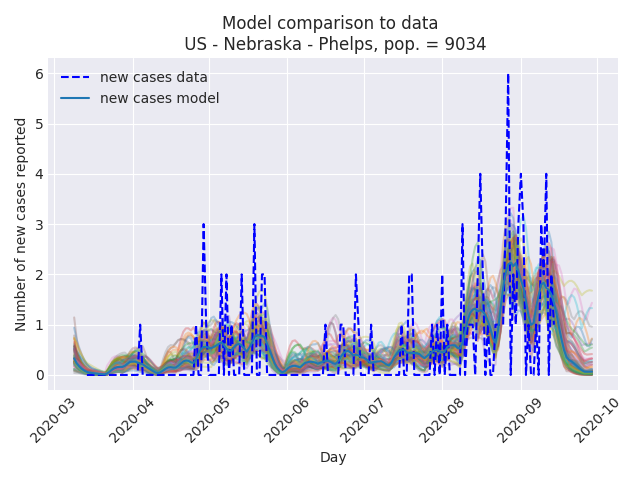 Model comparison to data
US - Nebraska - Phelps, pop. = 9034
new cases data
new cases model
Number of new cases reported
6
5
4
3
2
1
0
2020-03
2020-04
2020-05
2020-06
2020-07
2020-08
2020-09
2020-10
Day